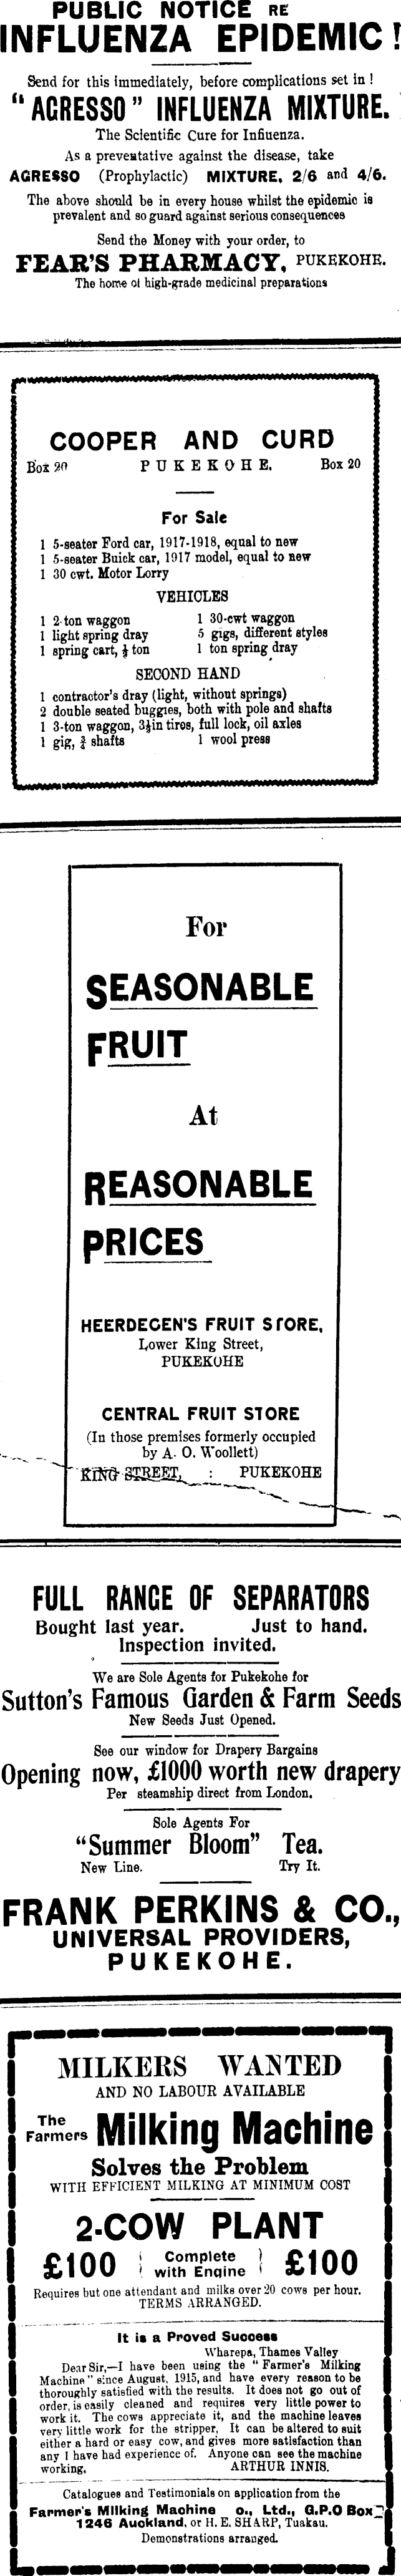 PUBLIC NOTICE RE
INFLUENZA EPIDEMIC!
Send for this immediately, before complications set in!
"AGRESSO" INFLUENZA MIXTURE.
The Scientific Cure for Influenza.
As a preventative against the disease, take
AGRESSO (Prophylactic) MIXTURE, 2/6 and 4/6.
The above should be in every house whilst the epidemic is
prevalent and so guard against serious consequences
Send the Money with your order, to
FEAR'S PHARMACY, PUKEKOHE.
The home of high-grade medicinal preparations
COOPER AND CURD
Box 20 PUKEKOHE. Box 20
For Sale
1 5-seater Ford car, 1917-1918, equal to new
1 5-seater Buick car, 1917 model, equal to new
1 30 cwt. Motor Lorry
VEHICLES
1 2-ton waggon 1 30-cwt waggon
1 light spring dray 5 gigs, different styles
1 spring cart, ½ ton 1 ton spring dray
SECOND HAND
1 contractor's dray (light, without springs)
2 double seated buggies, both with pole and shafts
1 3-ton waggon, 3½in tires, full lock, oil axles
1 gig, ¾ shafts 1 wool press
For
SEASONABLE
FRUIT
At
REASONABLE
PRICES
HEERDEGEN'S FRUIT STORE,
Lower King Street,
PUKEKOHE
CENTRAL FRUIT STORE
(In those premises formerly occupied
by A. O. Woollett)
KING STREET, : PUKEKOHE
FULL RANGE OF SEPARATORS
Bought last year. Just to hand.
Inspection invited.
We are Sole Agents for Pukekohe for
Sutton's Famous Garden & Farm Seeds
New Seeds Just Opened.
See our window for Drapery Bargains
Opening now, £1000 worth new drapery
Per steamship direct from London.
Sole Agents For
"Summer Bloom" Tea.
New Line. Try It.
FRANK PERKINS & CO.,
UNIVERSAL PROVIDERS,
PUKEKOHE.
MILKERS WANTED
AND NO LABOUR AVAILABLE
The Farmers Milking Machine
Solves the Problem
WITH EFFICIENT MILKING AT MINIMUM COST
2-COW PLANT
£100 Complete with Engine £100
Requires but one attendant and milks over 20 cows per hour.
TERMS ARRANGED.
It is a Proved Success
Wharepa, Thames Valley
Dear Sir,—I have been using the "Farmer's Milking
Machine" since August, 1915, and have every reason to be
thoroughly satisfied with the results. It does not go out of
order, is easily cleaned and requires very little power to
work it. The cows appreciate it, and the machine leaves
very little work for the stripper. It can be altered to suit
either a hard or easy cow, and gives more satisfaction than
any I have had experience of. Anyone can see the machine
working. ARTHUR INNIS.
Catalogues and Testimonials on application from the
Farmer's Milking Machine o., Ltd., G.P.O Box
1246 Auckland, or H. E. SHARP, Tuakau.
Demonstrations arranged.